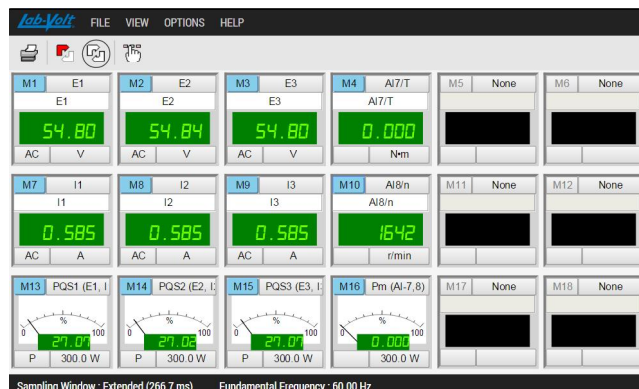 Lab-Volt FILE VIEW OPTIONS HELP
M1 E1 M2 E2 M3 E3 M4 AI7/T M5 None M6 None
E1 E2 E3 AI7/T
54.80 54.84 54.80 0.000
AC V AC V AC V N•m
M7 I1 M8 I2 M9 I3 M10 AI8/n M11 None M12 None
I1 I2 I3 AI8/n
0.585 0.585 0.585 1642
AC A AC A AC A r/min
M13 PQS1 (E1, I M14 PQS2 (E2, I M15 PQS3 (E3, I M16 Pm (AI-7,8) M17 None M18 None
% % % %
0 100 0 100 0 100 0 100
27.07 27.02 27.07 0.000
P 300.0 W P 300.0 W P 300.0 W 300.0 W
Sampling Window : Extended (266.7 ms) Fundamental Frequency : 60.00 Hz